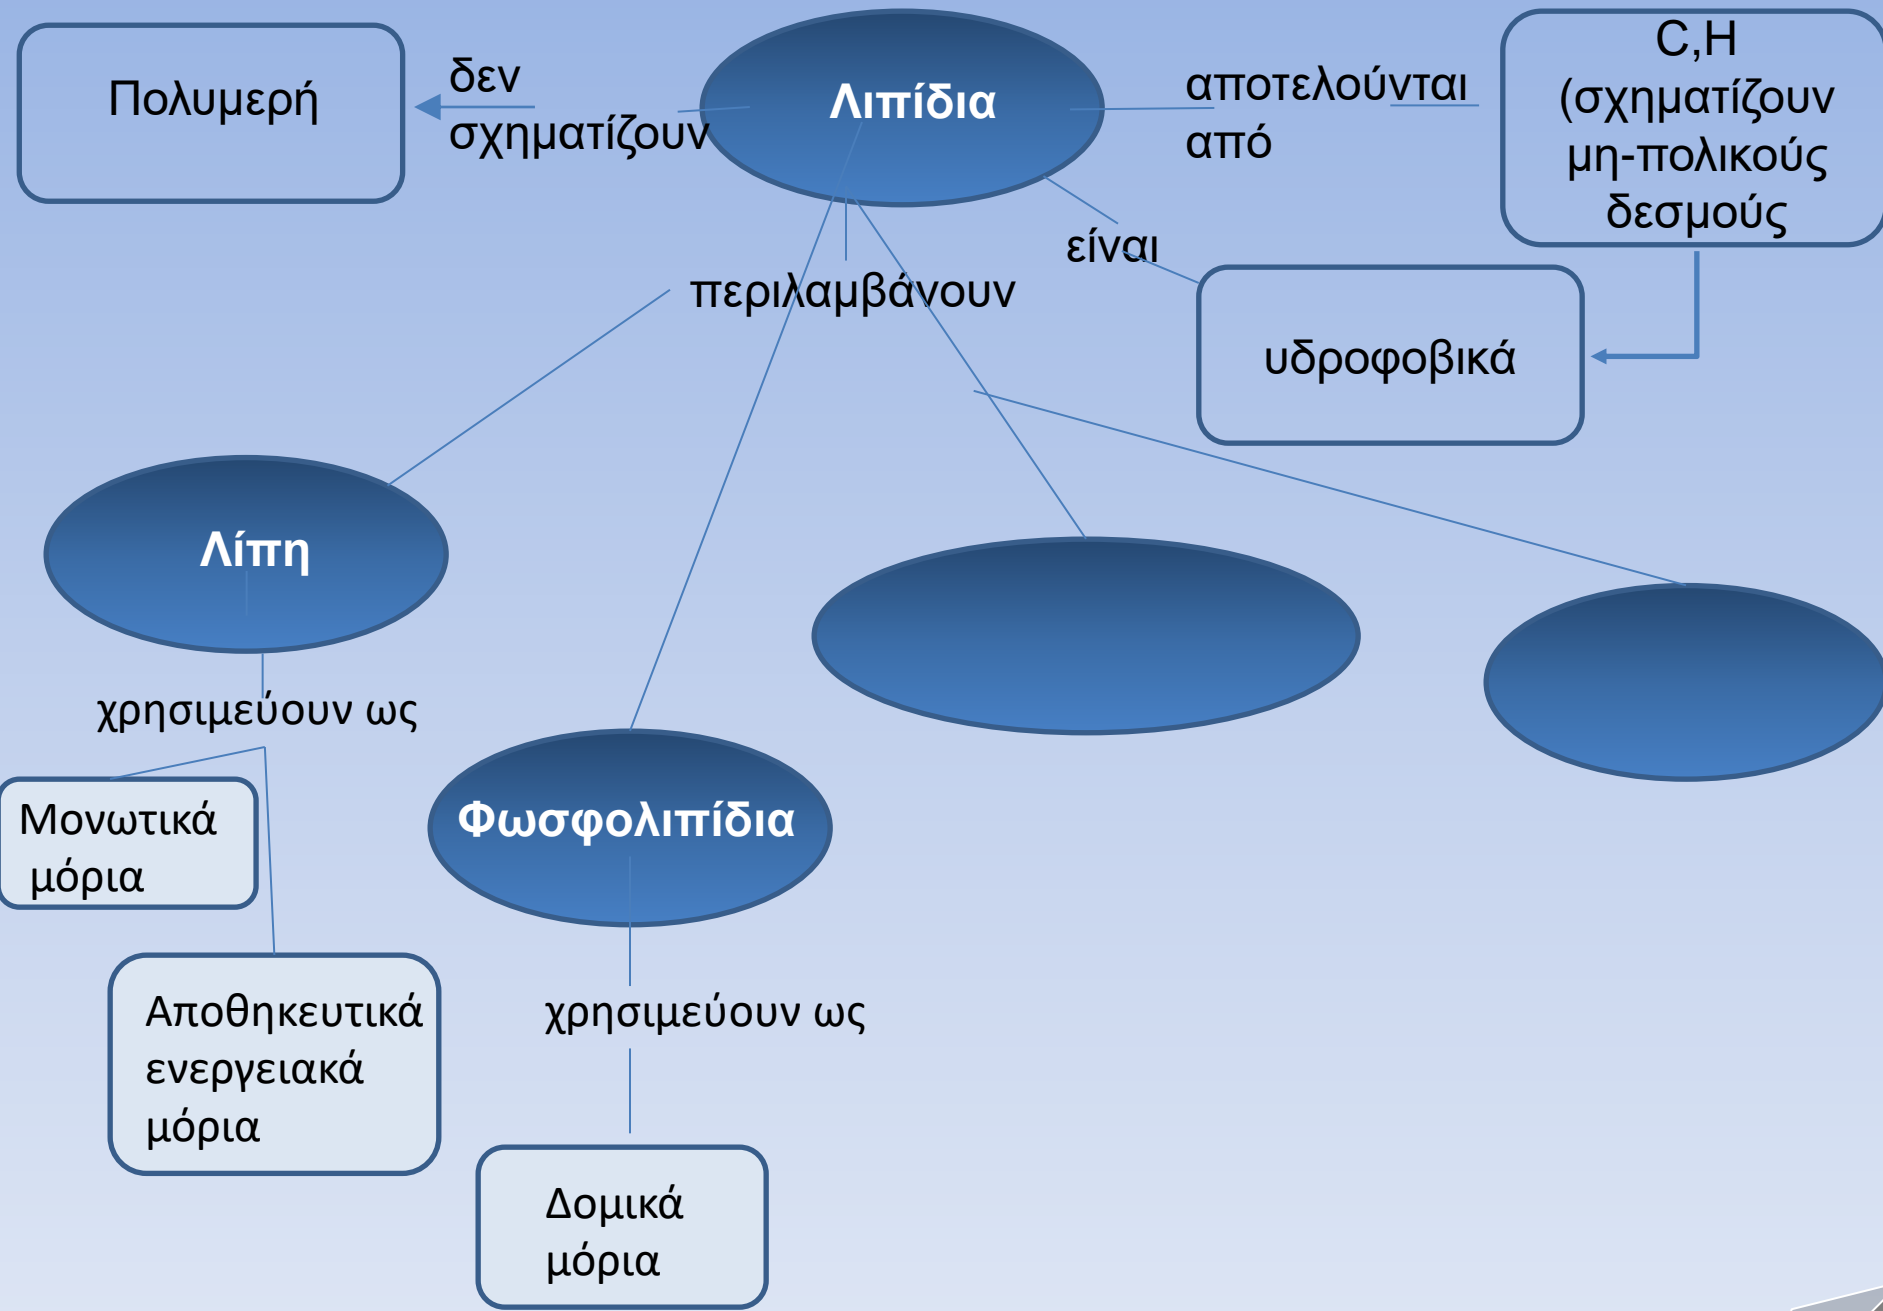 Πολυμερή
δεν
σχηματίζουν
Λιπίδια
αποτελούνται
από
C,H
(σχηματίζουν
μη-πολικούς
δεσμούς
είναι
υδροφοβικά
περιλαμβάνουν
Λίπη
χρησιμεύουν ως
Μονωτικά
μόρια
Αποθηκευτικά
ενεργειακά
μόρια
Φωσφολιπίδια
χρησιμεύουν ως
Δομικά
μόρια